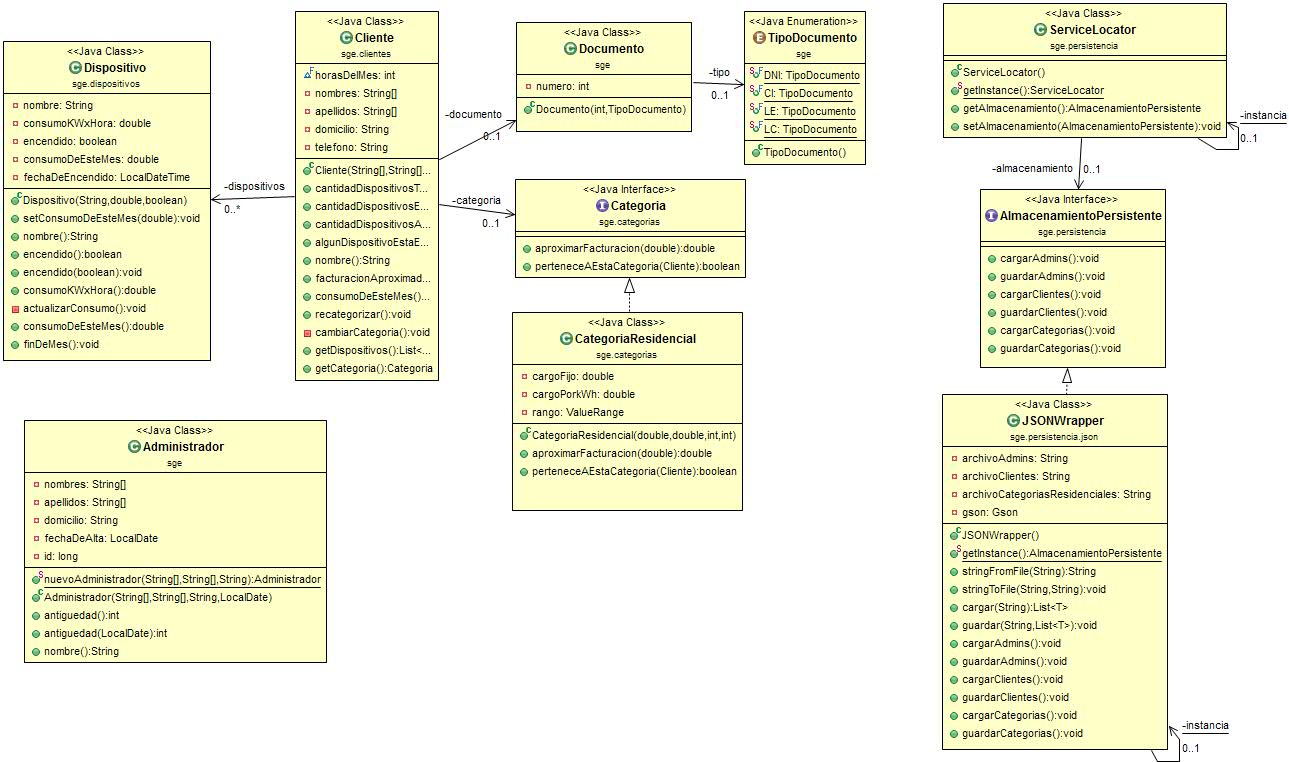 <<Java Class>>
Dispositivo
sge.dispositivos
nombre: String
consumoKWxHora: double
encendido: boolean
consumoDeEsteMes: double
fechaDeEncendido: LocalDateTime
Dispositivo(String,double,boolean)
setConsumoDeEsteMes(double):void
nombre():String
encendido():boolean
encendido(boolean):void
consumoKWxHora():double
actualizarConsumo():void
consumoDeEsteMes():double
finDeMes():void
-dispositivos
0..*
<<Java Class>>
Cliente
sge.clientes
horasDelMes: int
nombres: String[]
apellidos: String[]
domicilio: String
telefono: String
Cliente(String[],String[]...
cantidadDispositivosT...
cantidadDispositivosE...
cantidadDispositivosA...
algunDispositivoEstaE...
nombre():String
facturacionAproximad...
consumoDeEsteMes()...
recategorizar():void
cambiarCategoria():void
getDispositivos():List<...
getCategoria():Categoria
-documento
0..1
-categoria
0..1
<<Java Class>>
Documento
sge
numero: int
Documento(int,TipoDocumento)
-tipo
0..1
<<Java Enumeration>>
TipoDocumento
sge
DNI: TipoDocumento
CI: TipoDocumento
LE: TipoDocumento
LC: TipoDocumento
TipoDocumento()
<<Java Interface>>
Categoria
sge.categorias
aproximarFacturacion(double):double
perteneceAEstaCategoria(Cliente):boolean
<<Java Class>>
CategoriaResidencial
sge.categorias
cargoFijo: double
cargoPorkWh: double
rango: ValueRange
CategoriaResidencial(double,double,int,int)
aproximarFacturacion(double):double
perteneceAEstaCategoria(Cliente):boolean
<<Java Class>>
Administrador
sge
nombres: String[]
apellidos: String[]
domicilio: String
fechaDeAlta: LocalDate
id: long
nuevoAdministrador(String[],String[],String):Administrador
Administrador(String[],String[],String,LocalDate)
antiguedad():int
antiguedad(LocalDate):int
nombre():String
<<Java Class>>
ServiceLocator
sge.persistencia
ServiceLocator()
getInstance():ServiceLocator
getAlmacenamiento():AlmacenamientoPersistente
setAlmacenamiento(AlmacenamientoPersistente):void
-instancia
0..1
-almacenamiento
0..1
<<Java Interface>>
AlmacenamientoPersistente
sge.persistencia
cargarAdmins():void
guardarAdmins():void
cargarClientes():void
guardarClientes():void
cargarCategorias():void
guardarCategorias():void
<<Java Class>>
JSONWrapper
sge.persistencia.json
archivoAdmins: String
archivoClientes: String
archivoCategoriasResidenciales: String
gson: Gson
JSONWrapper()
getInstance():AlmacenamientoPersistente
stringFromFile(String):String
stringToFile(String,String):void
cargar(String):List<T>
guardar(String,List<T>):void
cargarAdmins():void
guardarAdmins():void
cargarClientes():void
guardarClientes():void
cargarCategorias():void
guardarCategorias():void
-instancia
0..1